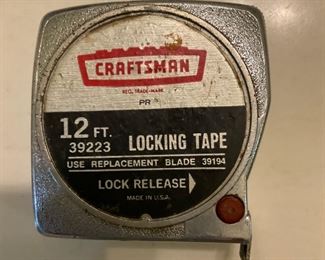 CRAFTSMAN
REG. TRADE-MARK
PR
12 FT.
39223 LOCKING TAPE
USE REPLACEMENT BLADE 39194
LOCK RELEASE
MADE IN U.S.A.